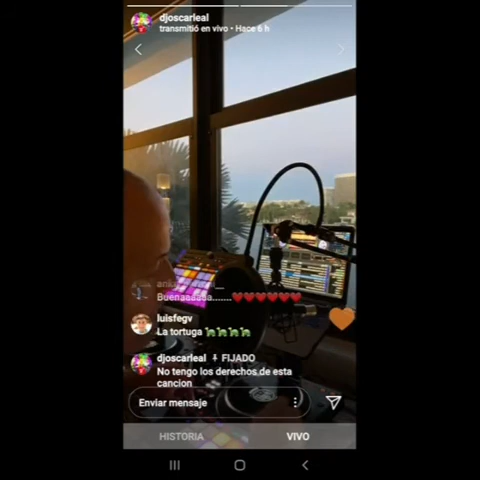 djoscarleal
transmitió en vivo • Hace 6 h
Buenaaaaaa.......❤️❤️❤️❤️❤️❤️
luisfegv
La tortuga 🐢🐢🐢🐢
djoscarleal 📌 FIJADO
No tengo los derechos de esta
cancion
Enviar mensaje
HISTORIA
VIVO